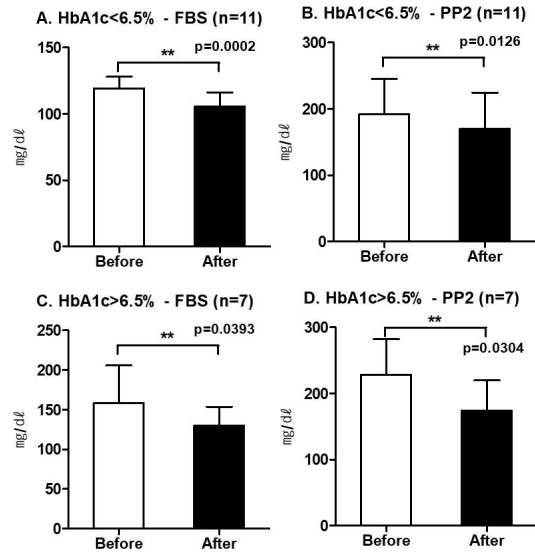 A. HbA1c<6.5% - FBS (n=11)
p=0.0002
**
150
100
50
0
mg/dℓ
Before After
B. HbA1c<6.5% - PP2 (n=11)
p=0.0126
**
300
200
100
0
mg/dℓ
Before After
C. HbA1c>6.5% - FBS (n=7)
p=0.0393
**
250
200
150
100
50
0
mg/dℓ
Before After
D. HbA1c>6.5% - PP2 (n=7)
**
p=0.0304
300
200
100
0
mg/dℓ
Before After